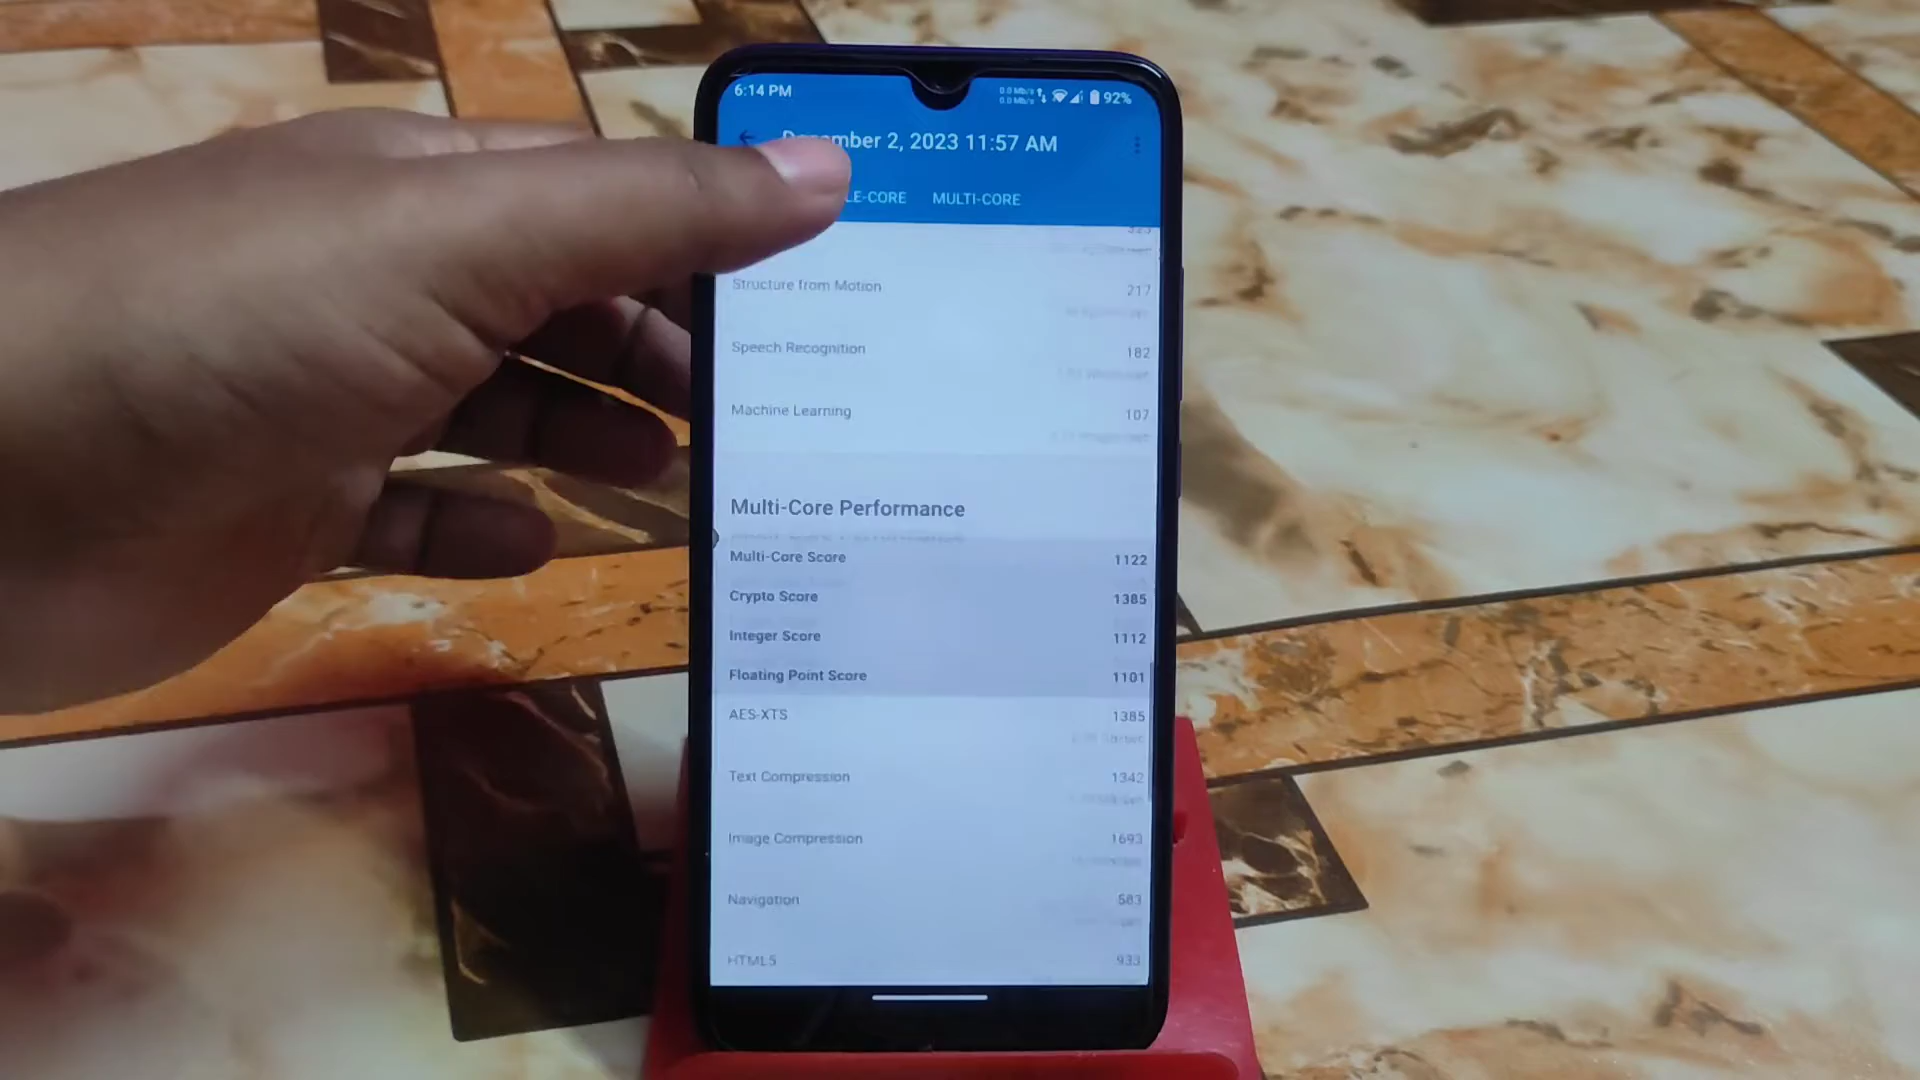 6:14 PM
92%
December 2, 2023 11:57 AM
LE-CORE MULTI-CORE
323
Structure from Motion 217
Speech Recognition 182
Machine Learning 107
Multi-Core Performance
Multi-Core Score 1122
Crypto Score 1385
Integer Score 1112
Floating Point Score 1101
AES-XTS 1385
Text Compression 1342
Image Compression 1693
Navigation 583
HTML5 933